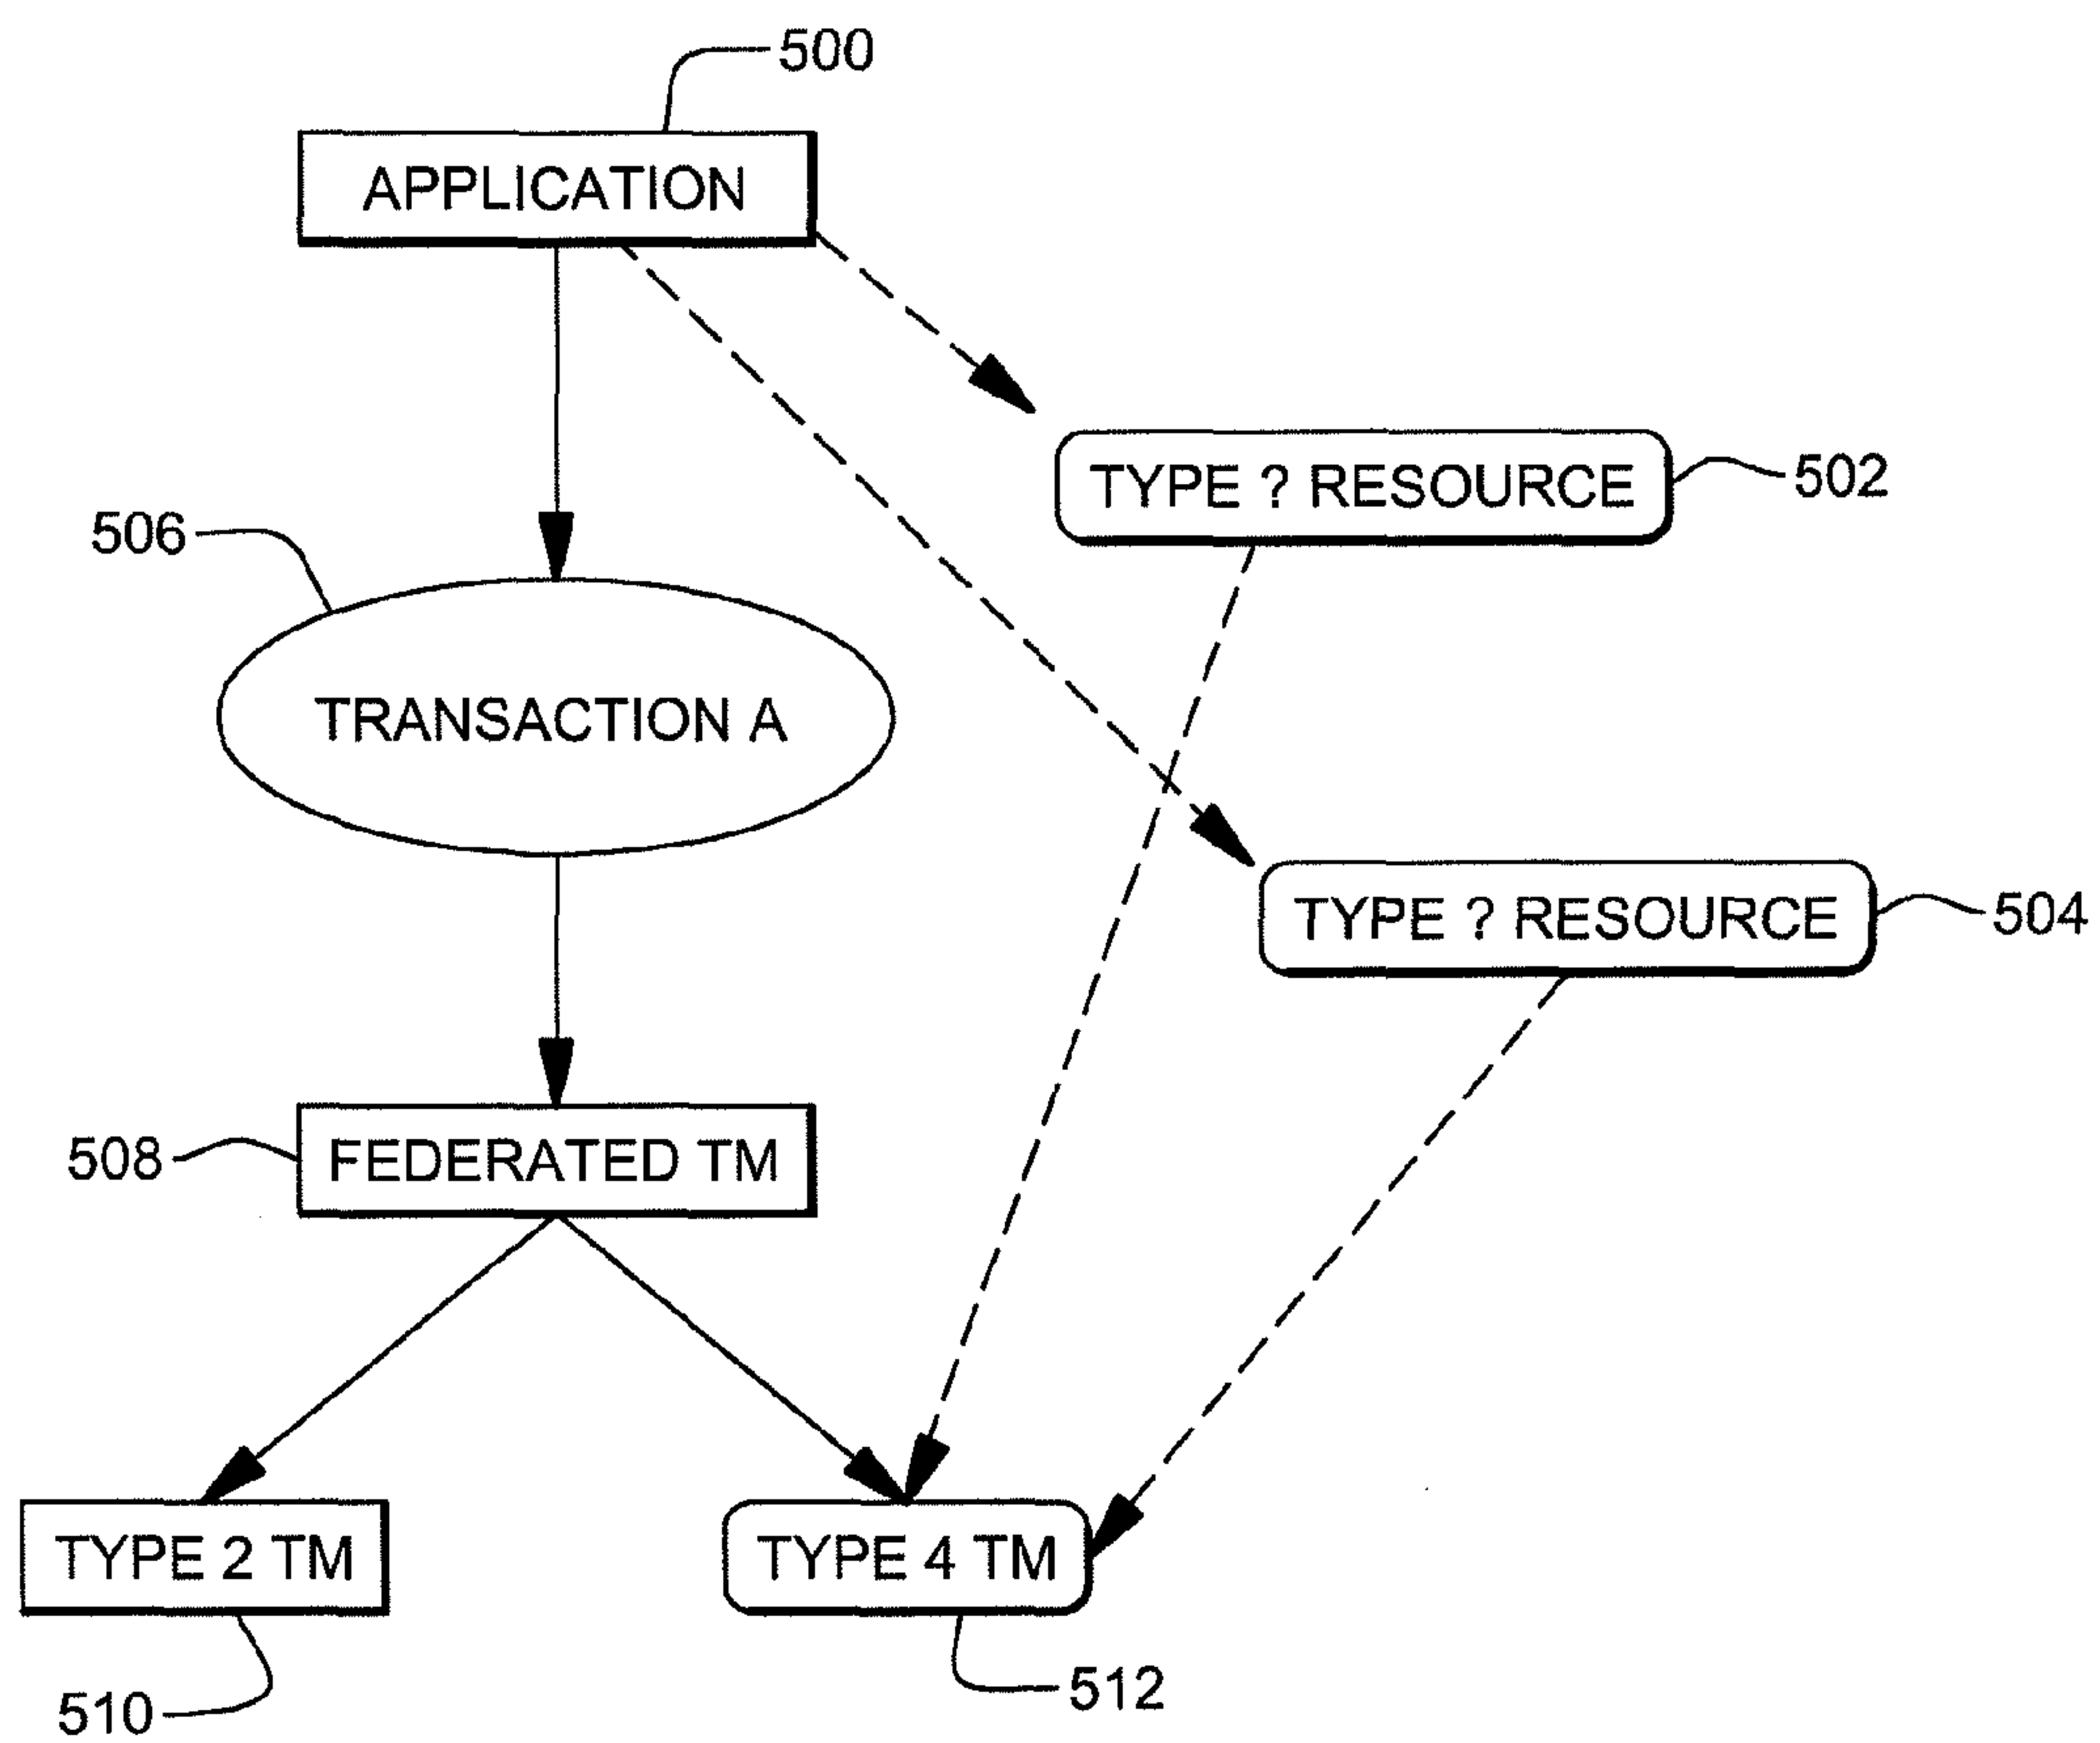 500
APPLICATION
TYPE ? RESOURCE
502
506
TRANSACTION A
TYPE ? RESOURCE
504
508
FEDERATED TM
TYPE 2 TM
TYPE 4 TM
510
512